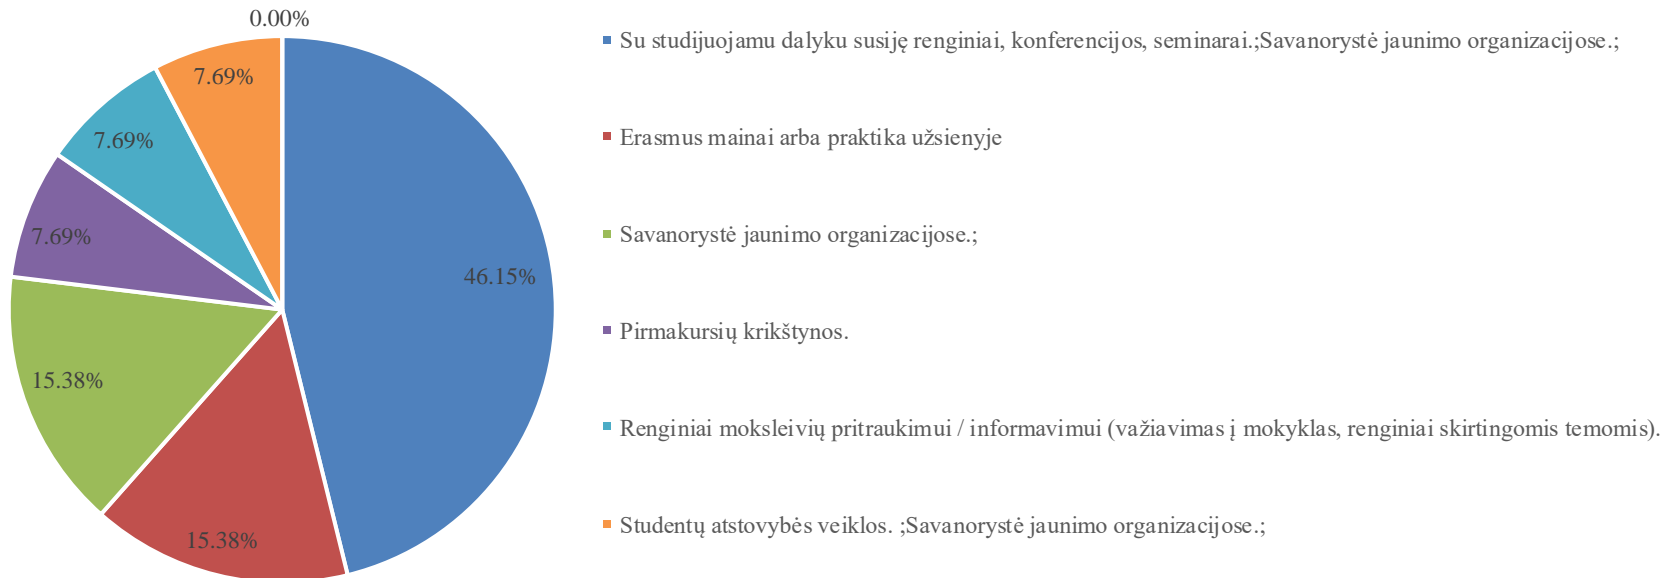 0.00%
7.69%
7.69%
7.69%
46.15%
15.38%
15.38%
Su studijuojamu dalyku susiję renginiai, konferencijos, seminarai.;Savanorystė jaunimo organizacijose.;
Erasmus mainai arba praktika užsienyje
Savanorystė jaunimo organizacijose.;
Pirmakursių krikštynos.
Renginiai moksleivių pritraukimui / informavimui (važiavimas į mokyklas, renginiai skirtingomis temomis).
Studentų atstovybės veiklos. ;Savanorystė jaunimo organizacijose.;